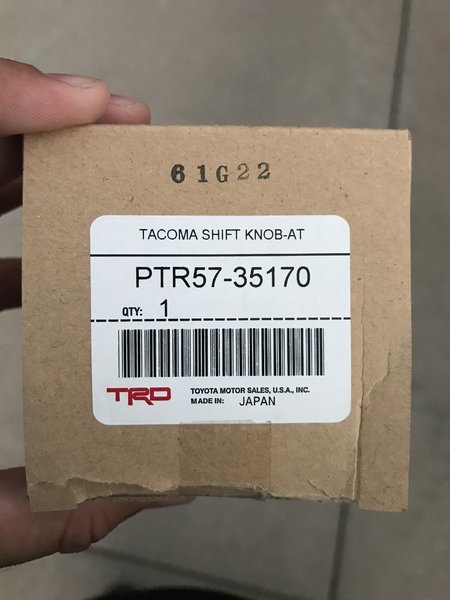 61G22
TACOMA SHIFT KNOB-AT
PTR57-35170
QTY: 1
TRD
TOYOTA MOTOR SALES, U.S.A., INC.
MADE IN: JAPAN